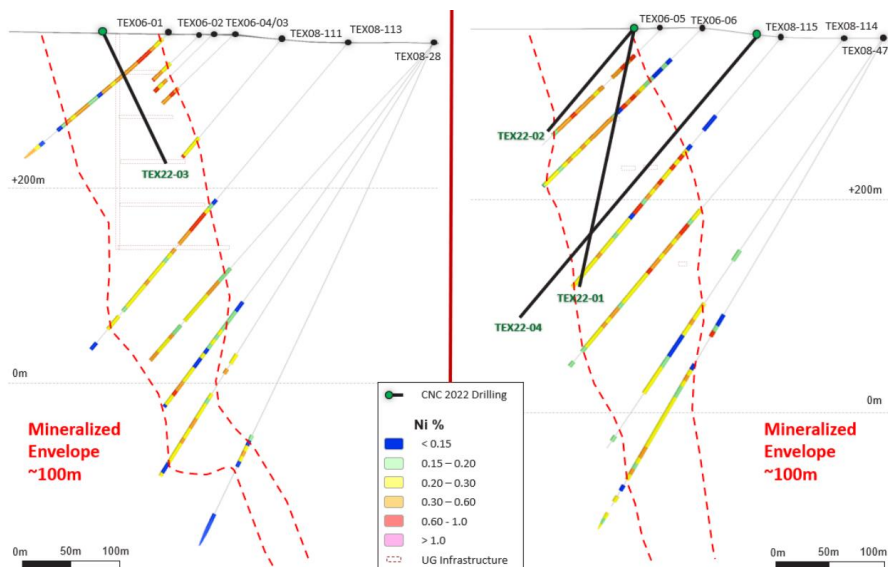 TEX06-01
TEX06-02
TEX06-04/03
TEX08-111
TEX08-113
TEX08-28
TEX22-03
+200m
0m
Mineralized
Envelope
~100m
0m 50m 100m
TEX06-05
TEX06-06
TEX08-115
TEX08-114
TEX08-47
TEX22-02
+200m
TEX22-01
TEX22-04
0m
Mineralized
Envelope
~100m
0m 50m 100m
CNC 2022 Drilling
Ni %
< 0.15
0.15 – 0.20
0.20 – 0.30
0.30 – 0.60
0.60 - 1.0
> 1.0
UG Infrastructure